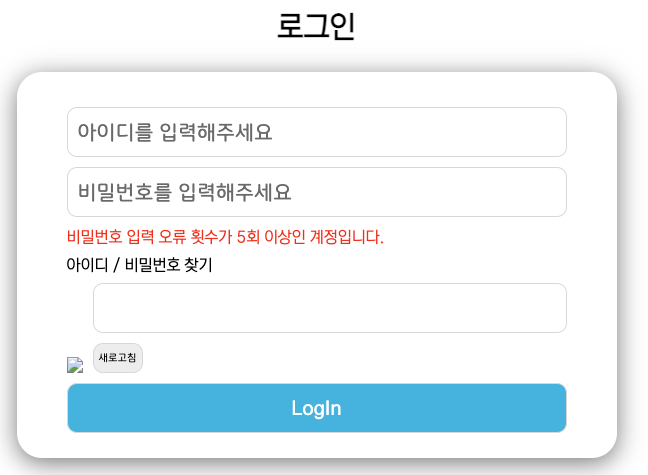 로그인
아이디를 입력해주세요
비밀번호를 입력해주세요
비밀번호 입력 오류 횟수가 5회 이상인 계정입니다.
아이디 / 비밀번호 찾기
새로고침
LogIn